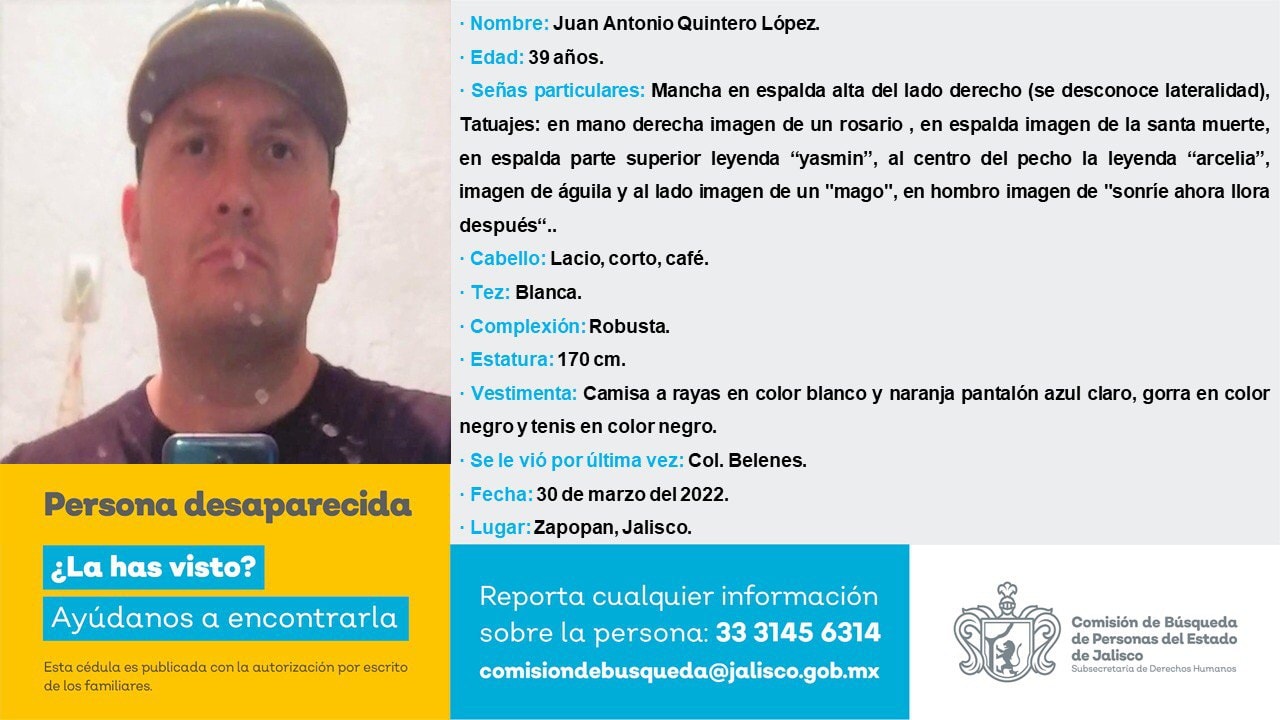 · Nombre: Juan Antonio Quintero López.
· Edad: 39 años.
· Señas particulares: Mancha en espalda alta del lado derecho (se desconoce lateralidad),
Tatuajes: en mano derecha imagen de un rosario , en espalda imagen de la santa muerte,
en espalda parte superior leyenda “yasmin”, al centro del pecho la leyenda “arcelia”,
imagen de águila y al lado imagen de un "mago", en hombro imagen de "sonríe ahora llora
después“..
· Cabello: Lacio, corto, café.
· Tez: Blanca.
· Complexión: Robusta.
· Estatura: 170 cm.
· Vestimenta: Camisa a rayas en color blanco y naranja pantalón azul claro, gorra en color
negro y tenis en color negro.
· Se le vió por última vez: Col. Belenes.
· Fecha: 30 de marzo del 2022.
· Lugar: Zapopan, Jalisco.
Persona desaparecida
¿La has visto?
Ayúdanos a encontrarla
Esta cédula es publicada con la autorización por escrito
de los familiares.
Reporta cualquier información
sobre la persona: 33 3145 6314
comisiondebusqueda@jalisco.gob.mx
Comisión de Búsqueda
de Personas del Estado
de Jalisco
Subsecretaría de Derechos Humanos